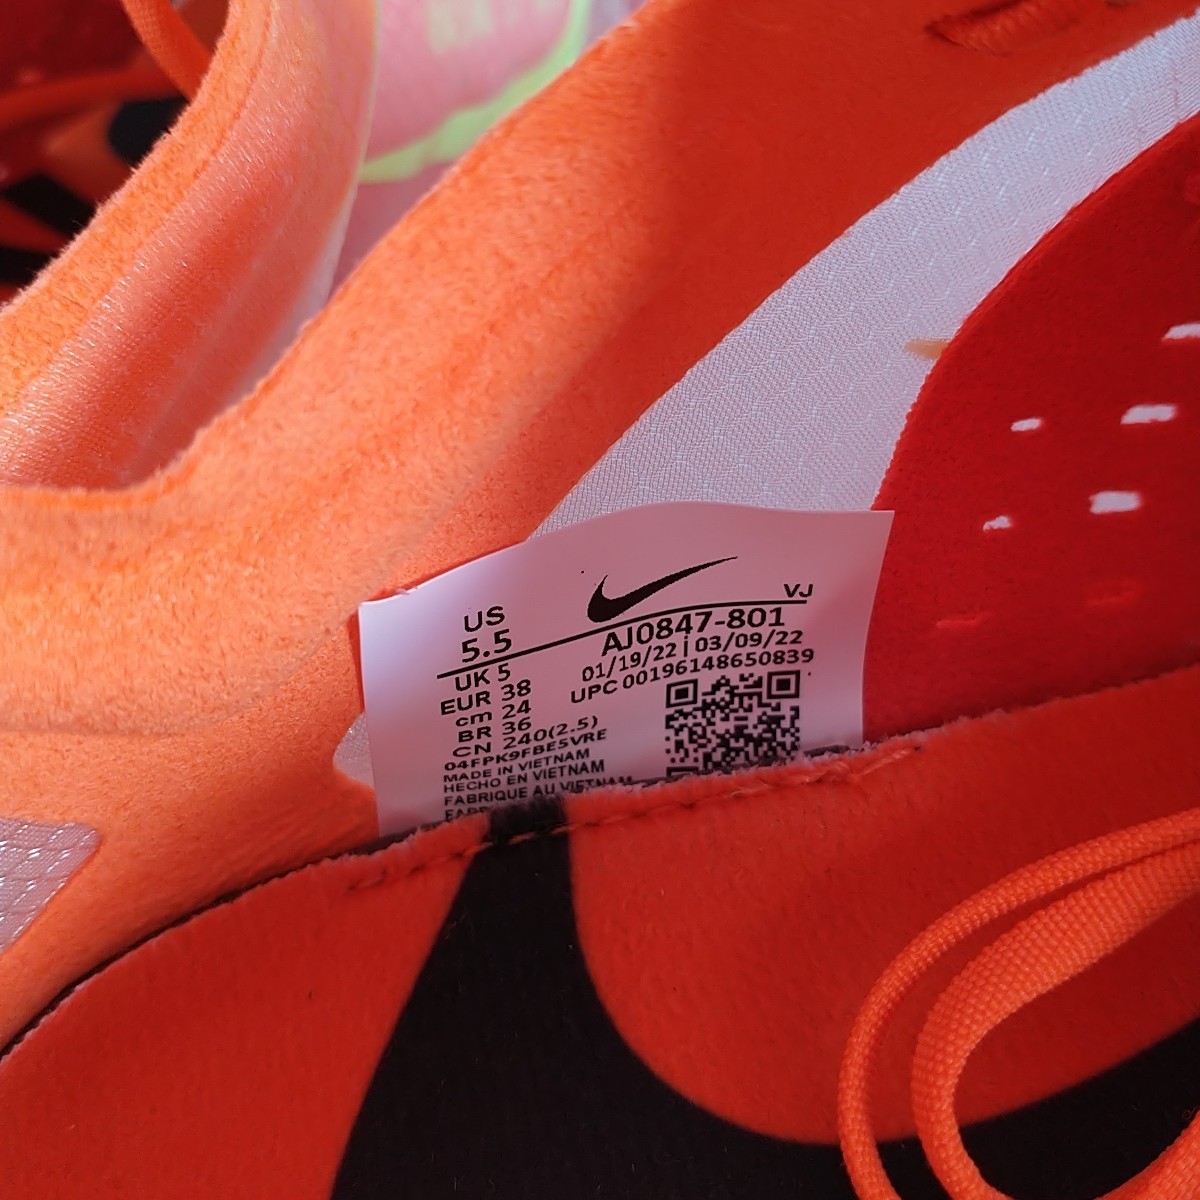 US
5.5
UK 5
EUR 38
cm 24
BR 36
CN 240(2.5)
04FPK9FBE5VRE
MADE IN VIETNAM
HECHO EN VIETNAM
FABRIQUE AU VIETNAM
VJ
AJ0847-801
01/19/22 | 03/09/22
UPC 00196148650839